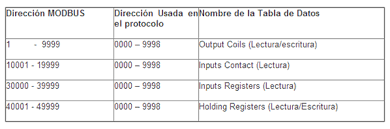 Dirección MODBUS Dirección Usada en el protocolo Nombre de la Tabla de Datos
1 - 9999 0000 – 9998 Output Coils (Lectura/escritura)
10001 - 19999 0000 – 9998 Inputs Contact (Lectura)
30000 - 39999 0000 – 9998 Inputs Registers (Lectura)
40001 - 49999 0000 – 9998 Holding Registers (Lectura/Escritura)